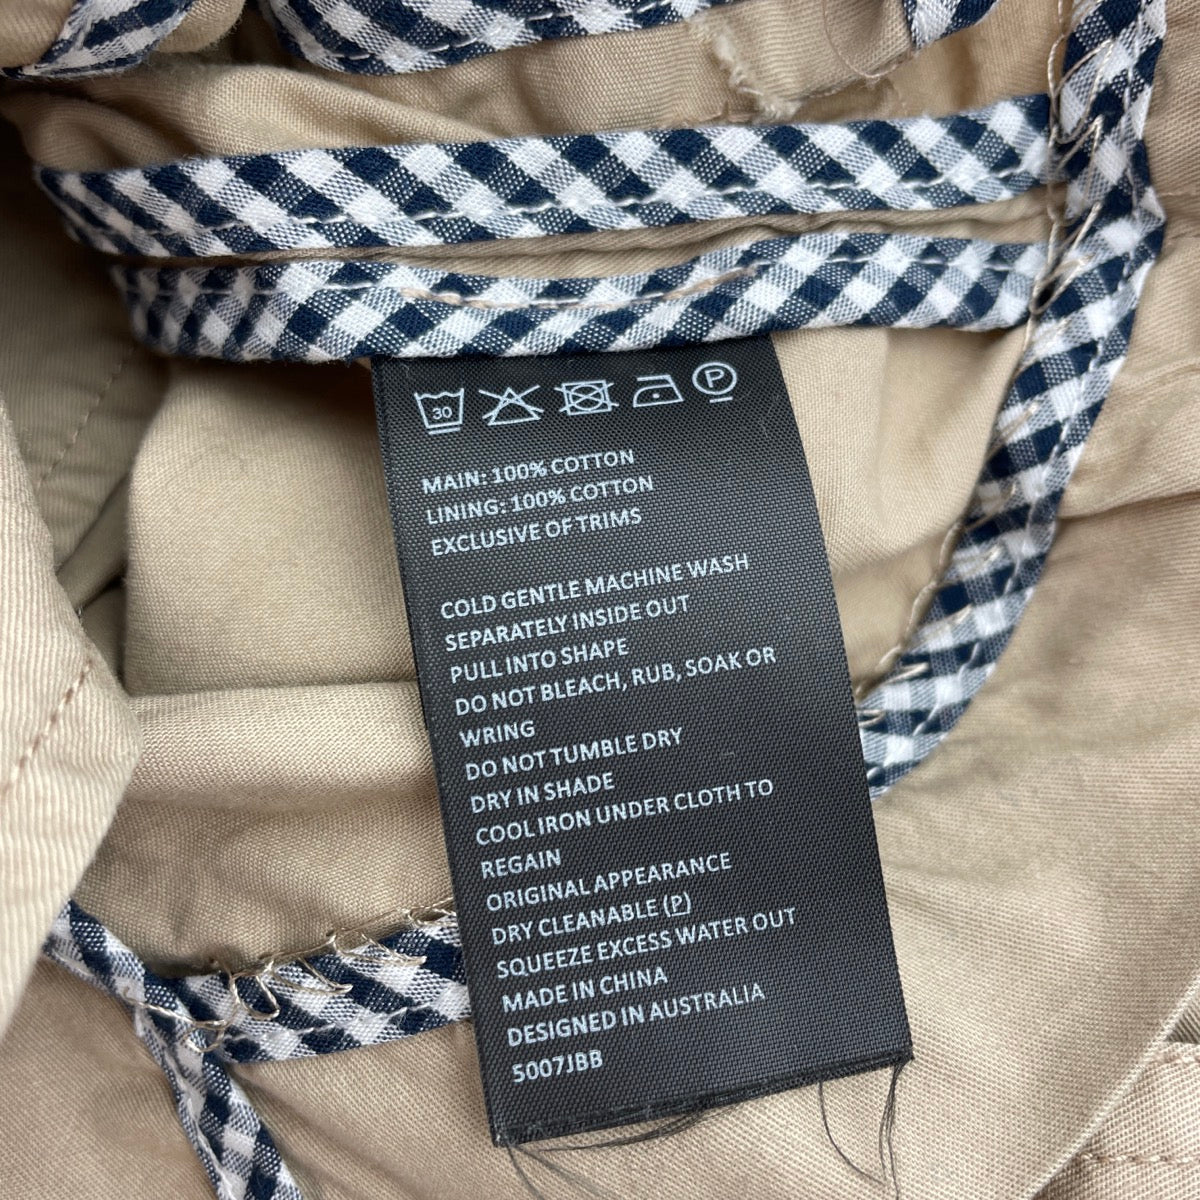 30 P
MAIN: 100% COTTON
LINING: 100% COTTON
EXCLUSIVE OF TRIMS
COLD GENTLE MACHINE WASH
SEPARATELY INSIDE OUT
PULL INTO SHAPE
DO NOT BLEACH, RUB, SOAK OR
WRING
DO NOT TUMBLE DRY
DRY IN SHADE
COOL IRON UNDER CLOTH TO
REGAIN
ORIGINAL APPEARANCE
DRY CLEANABLE (P)
SQUEEZE EXCESS WATER OUT
MADE IN CHINA
DESIGNED IN AUSTRALIA
5007JBB